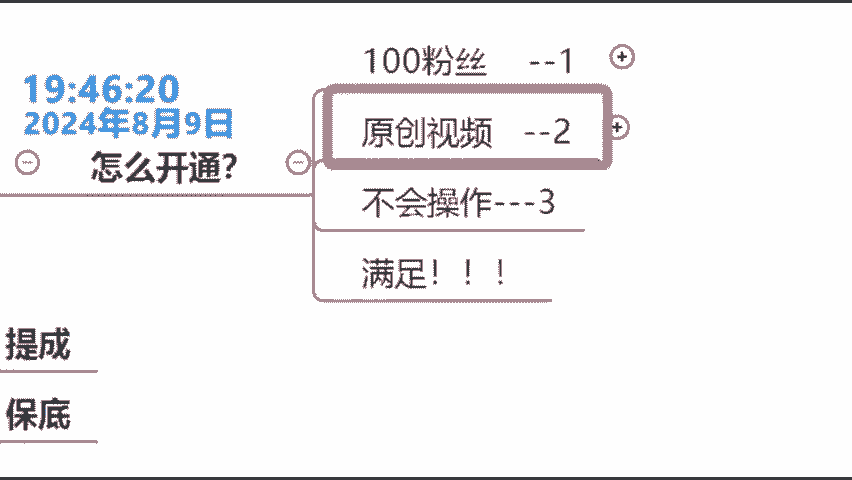 19:46:20
2024年8月9日
怎么开通？
100粉丝 --1
原创视频 --2
不会操作---3
满足！！！
提成
保底